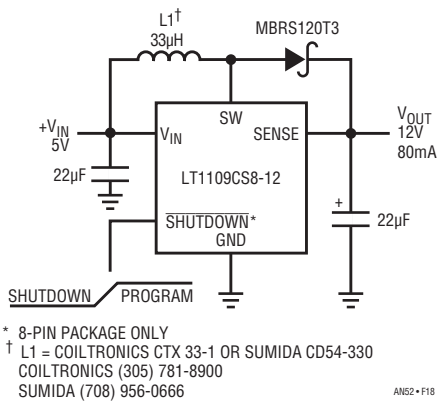 L1†
33µH
MBRS120T3
+VIN
5V
VIN
SW
SENSE
VOUT
12V
80mA
22µF
LT1109CS8-12
SHUTDOWN*
GND
+
22µF
SHUTDOWN
PROGRAM
* 8-PIN PACKAGE ONLY
† L1 = COILTRONICS CTX 33-1 OR SUMIDA CD54-330
COILTRONICS (305) 781-8900
SUMIDA (708) 956-0666
AN52 • F18